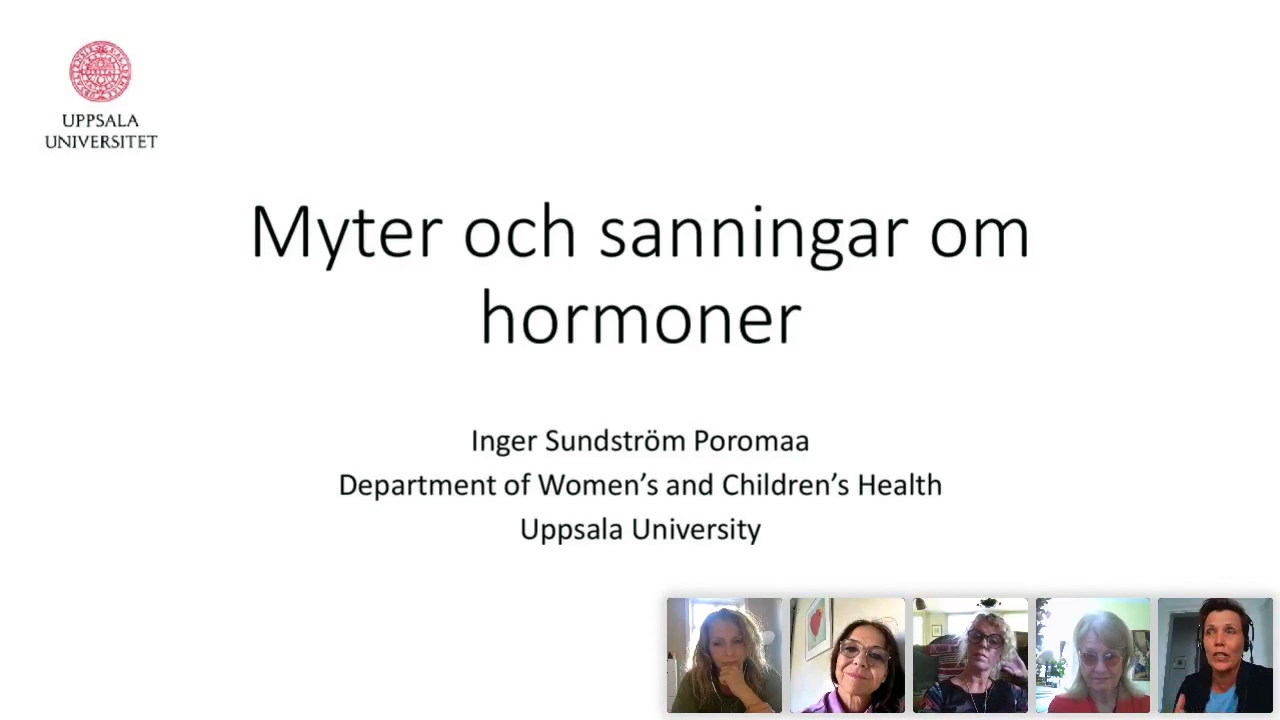 UPPSALA
UNIVERSITET
Myter och sanningar om
hormoner
Inger Sundström Poromaa
Department of Women’s and Children’s Health
Uppsala University